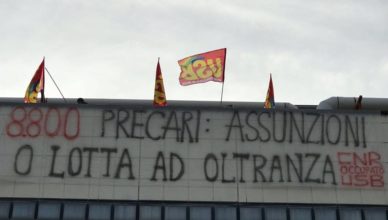 USB
8800 PRECARI: ASSUNZIONI
O LOTTA AD OLTRANZA
CNR
OCCUPATO
USB